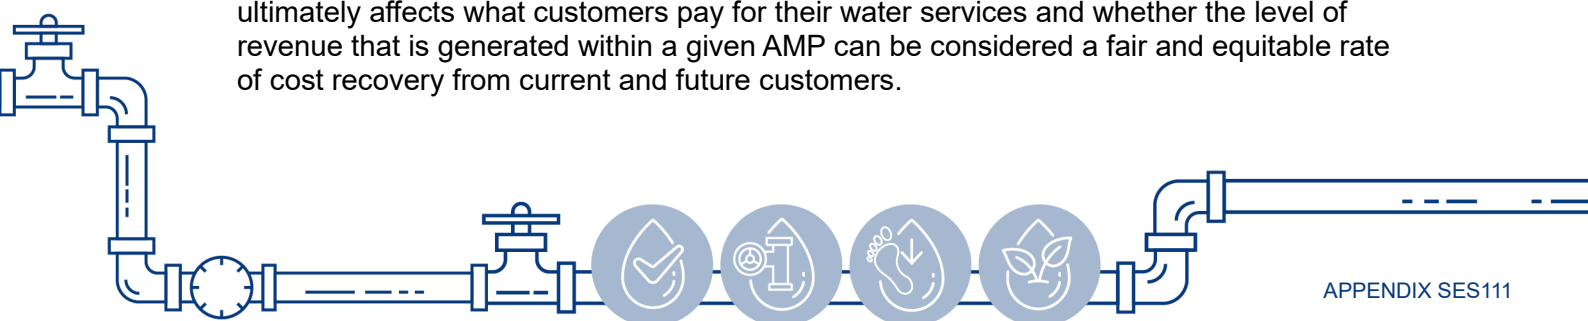 ultimately affects what customers pay for their water services and whether the level of
revenue that is generated within a given AMP can be considered a fair and equitable rate
of cost recovery from current and future customers.
APPENDIX SES111